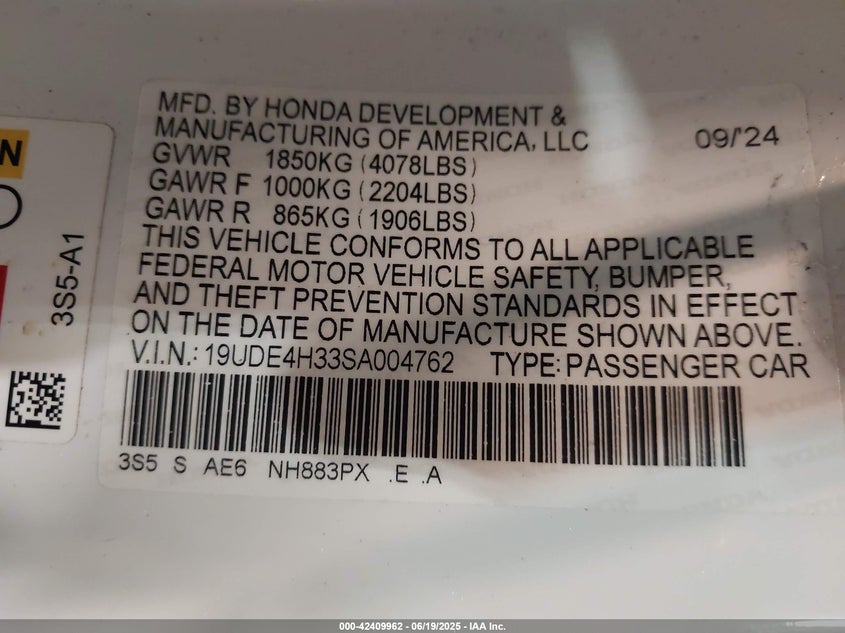 MFD. BY HONDA DEVELOPMENT &
MANUFACTURING OF AMERICA, LLC 09/'24
GVWR 1850KG (4078LBS)
GAWR F 1000KG (2204LBS)
GAWR R 865KG (1906LBS)
THIS VEHICLE CONFORMS TO ALL APPLICABLE
FEDERAL MOTOR VEHICLE SAFETY, BUMPER,
AND THEFT PREVENTION STANDARDS IN EFFECT
ON THE DATE OF MANUFACTURE SHOWN ABOVE.
V.I.N.: 19UDE4H33SA004762 TYPE: PASSENGER CAR
3S5 S AE6 NH883PX .E .A
N
3S5-A1
000-42409962 - 06/19/2025 - IAA Inc.